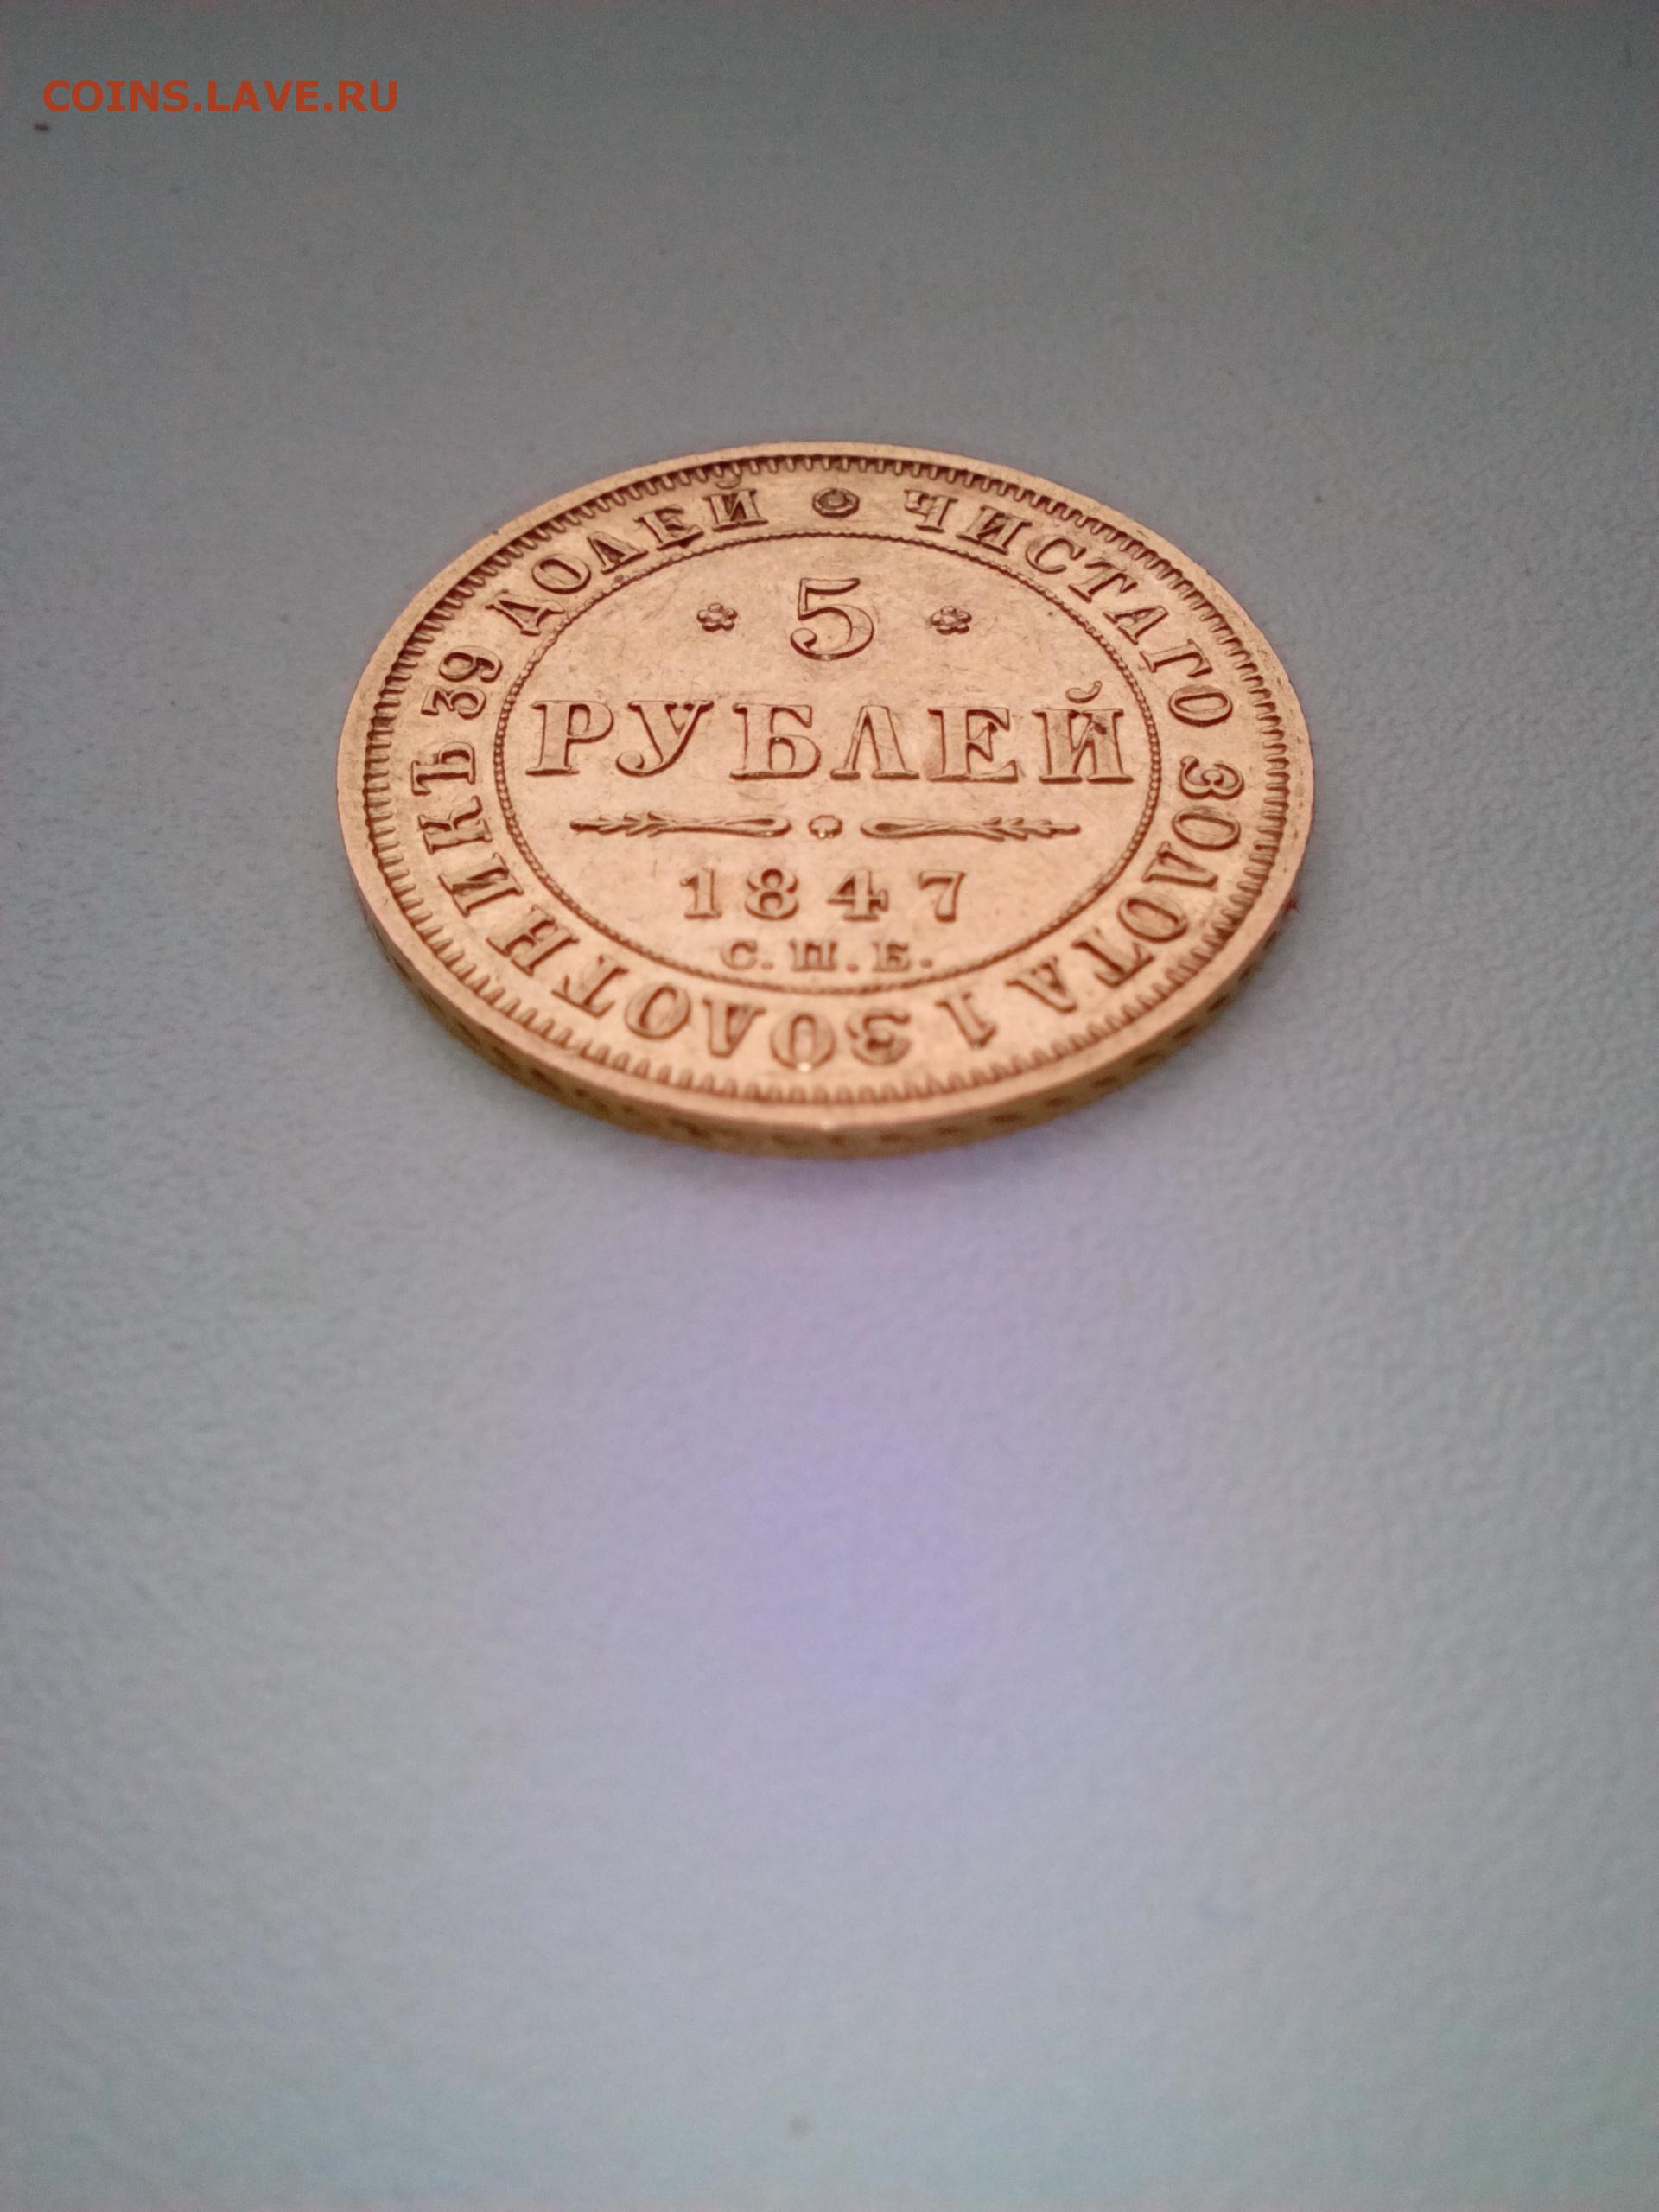 COINS.LAVE.RU
ЧИСТАГО ЗОЛОТА 1 ЗОЛОТНИКЪ 39 ДОЛЕЙ
5
РУБЛЕЙ
1847
С.П.Б.